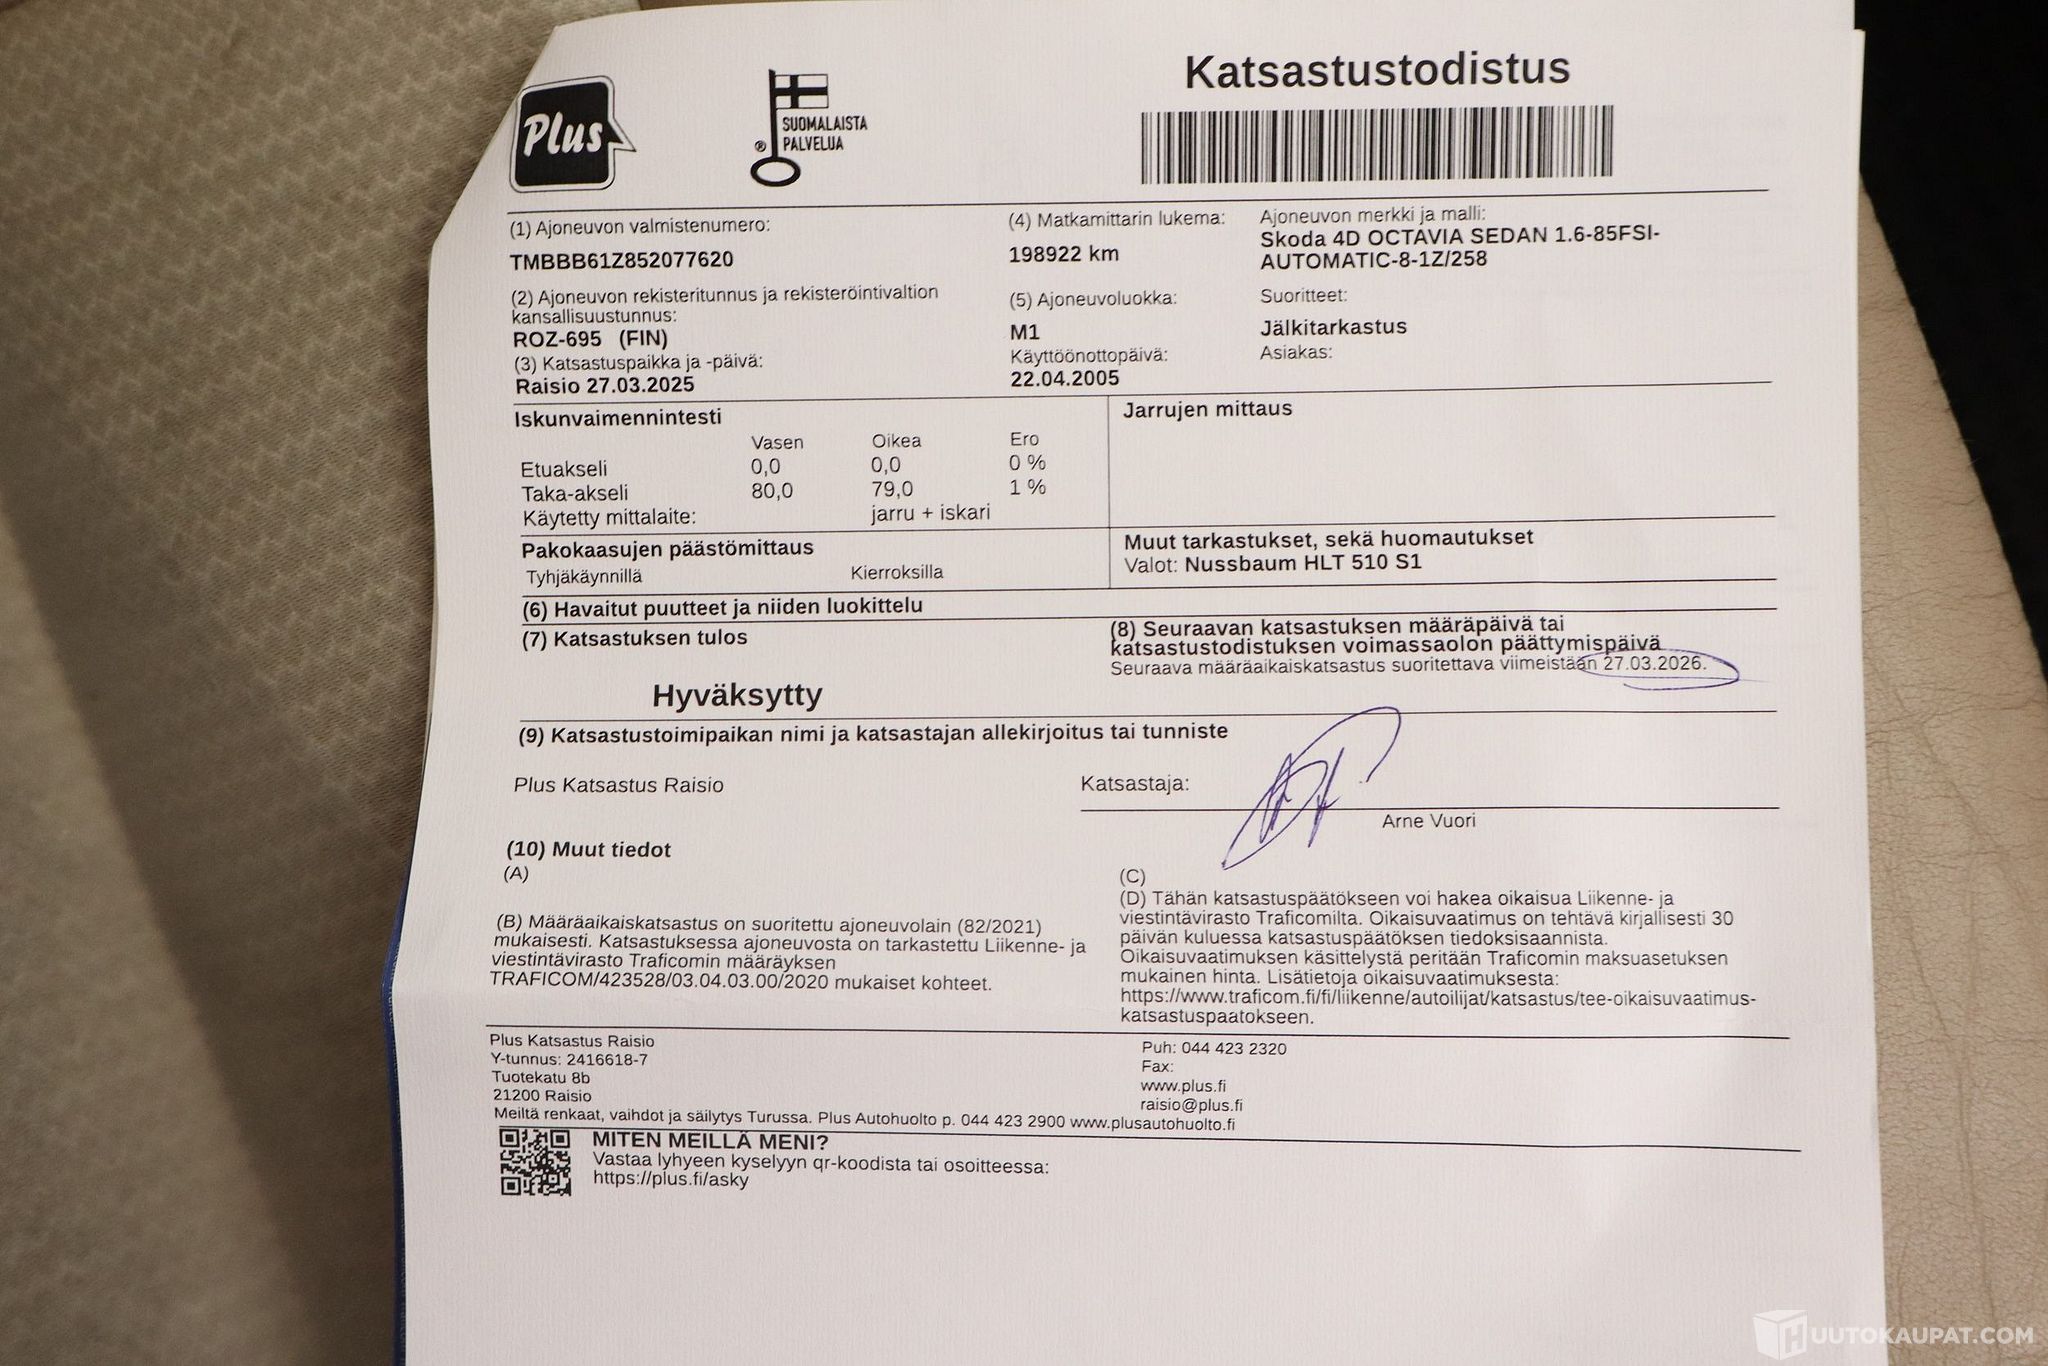 Plus
SUOMALAISTA
® PALVELUA
Katsastustodistus
(1) Ajoneuvon valmistenumero:
TMBBB61Z852077620
(4) Matkamittarin lukema:
198922 km
Ajoneuvon merkki ja malli:
Skoda 4D OCTAVIA SEDAN 1.6-85FSI-
AUTOMATIC-8-1Z/258
(2) Ajoneuvon rekisteritunnus ja rekisteröintivaltion
kansallisuustunnus:
ROZ-695 (FIN)
(5) Ajoneuvoluokka:
M1
Suoritteet:
Jälkitarkastus
(3) Katsastuspaikka ja -päivä:
Raisio 27.03.2025
Käyttöönottopäivä:
22.04.2005
Asiakas:
Iskunvaimennintesti
Vasen Oikea Ero
Etuakseli 0,0 0,0 0 %
Taka-akseli 80,0 79,0 1 %
Käytetty mittalaite: jarru + iskari
Jarrujen mittaus
Pakokaasujen päästömittaus
Tyhjäkäynnillä Kierroksilla
Muut tarkastukset, sekä huomautukset
Valot: Nussbaum HLT 510 S1
(6) Havaitut puutteet ja niiden luokittelu
(7) Katsastuksen tulos
Hyväksytty
(8) Seuraavan katsastuksen määräpäivä tai
katsastustodistuksen voimassaolon päättymispäivä
Seuraava määräaikaiskatsastus suoritettava viimeistään 27.03.2026.
(9) Katsastustoimipaikan nimi ja katsastajan allekirjoitus tai tunniste
Plus Katsastus Raisio
Katsastaja:
Arne Vuori
(10) Muut tiedot
(A)
(B) Määräaikaiskatsastus on suoritettu ajoneuvolain (82/2021)
mukaisesti. Katsastuksessa ajoneuvosta on tarkastettu Liikenne- ja
viestintävirasto Traficomin määräyksen
TRAFICOM/423528/03.04.03.00/2020 mukaiset kohteet.
(C)
(D) Tähän katsastuspäätökseen voi hakea oikaisua Liikenne- ja
viestintävirasto Traficomilta. Oikaisuvaatimus on tehtävä kirjallisesti 30
päivän kuluessa katsastuspäätöksen tiedoksisaannista.
Oikaisuvaatimuksen käsittelystä peritään Traficomin maksuasetuksen
mukainen hinta. Lisätietoja oikaisuvaatimuksesta:
https://www.traficom.fi/fi/liikenne/autoilijat/katsastus/tee-oikaisuvaatimus-
katsastuspaatokseen.
Plus Katsastus Raisio
Y-tunnus: 2416618-7
Tuotekatu 8b
21200 Raisio
Puh: 044 423 2320
Fax:
www.plus.fi
raisio@plus.fi
Meiltä renkaat, vaihdot ja säilytys Turussa. Plus Autohuolto p. 044 423 2900 www.plusautohuolto.fi
MITEN MEILLÄ MENI?
Vastaa lyhyeen kyselyyn qr-koodista tai osoitteessa:
https://plus.fi/asky
HUUTOKAUPAT.COM